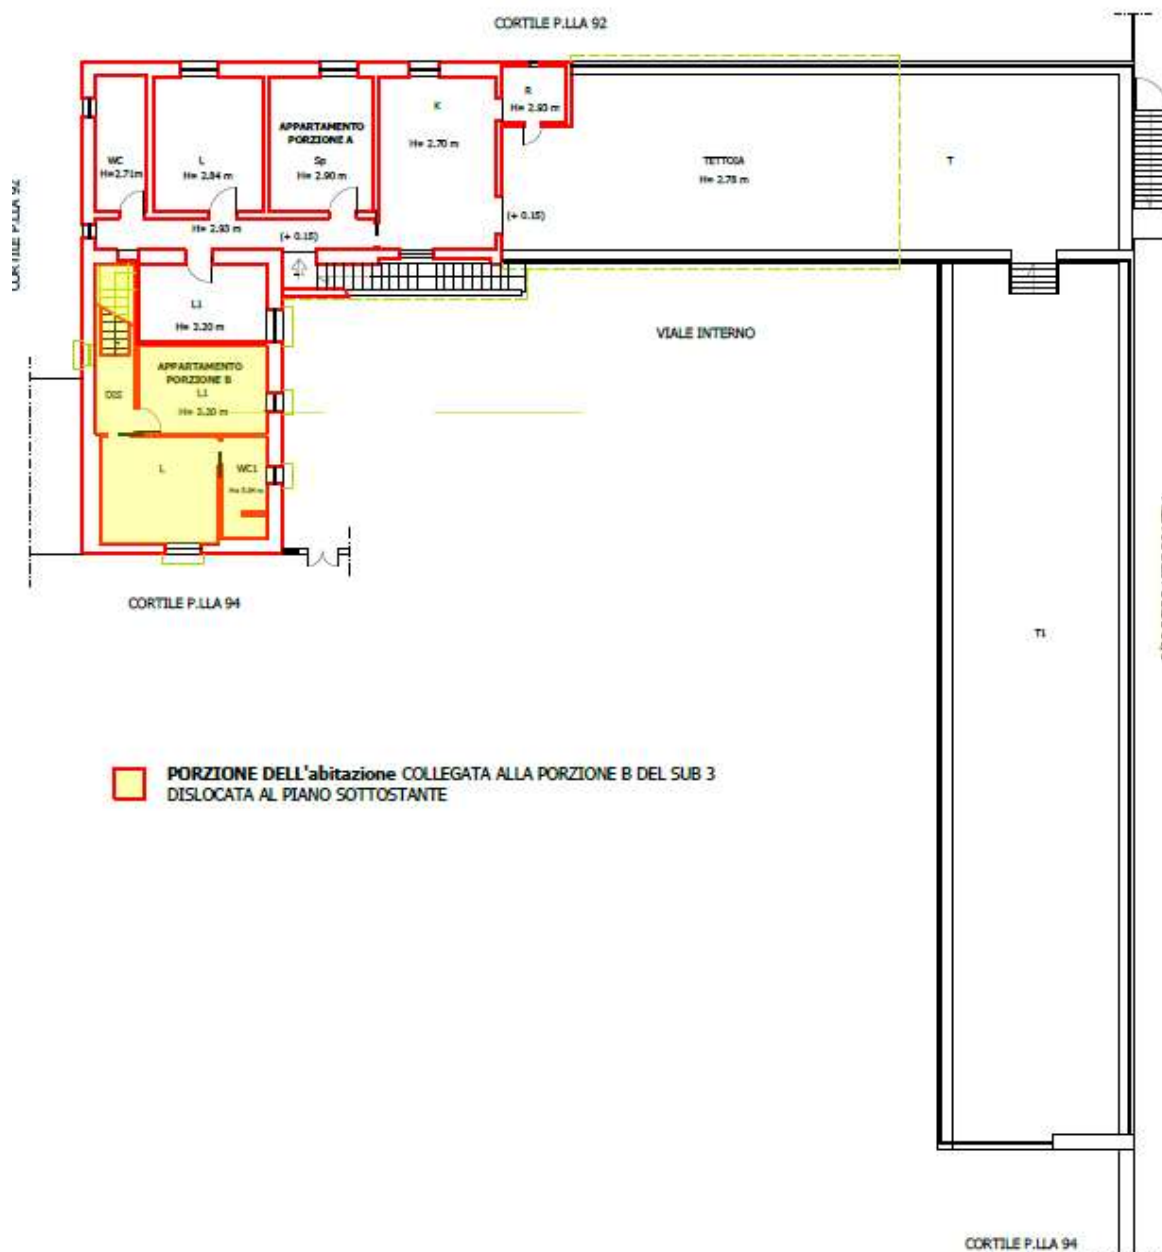 CORTILE P.LLA 92
R
H= 2.93 m
K
H= 2.70 m
APPARTAMENTO
PORZIONE A
Sp
H= 2.90 m
L
H= 2.84 m
WC
H=2.71m
TETTOIA
H= 2.78 m
T
CORTILE P.LLA 92
H= 2.93 m
(+ 0.15)
(+ 0.15)
L1
H= 2.20 m
VIALE INTERNO
APPARTAMENTO
PORZIONE B
L1
H= 2.20 m
DIS
L
WC1
CORTILE P.LLA 94
T1
PORZIONE DELL'abitazione COLLEGATA ALLA PORZIONE B DEL SUB 3
DISLOCATA AL PIANO SOTTOSTANTE
CORTILE P.LLA 94